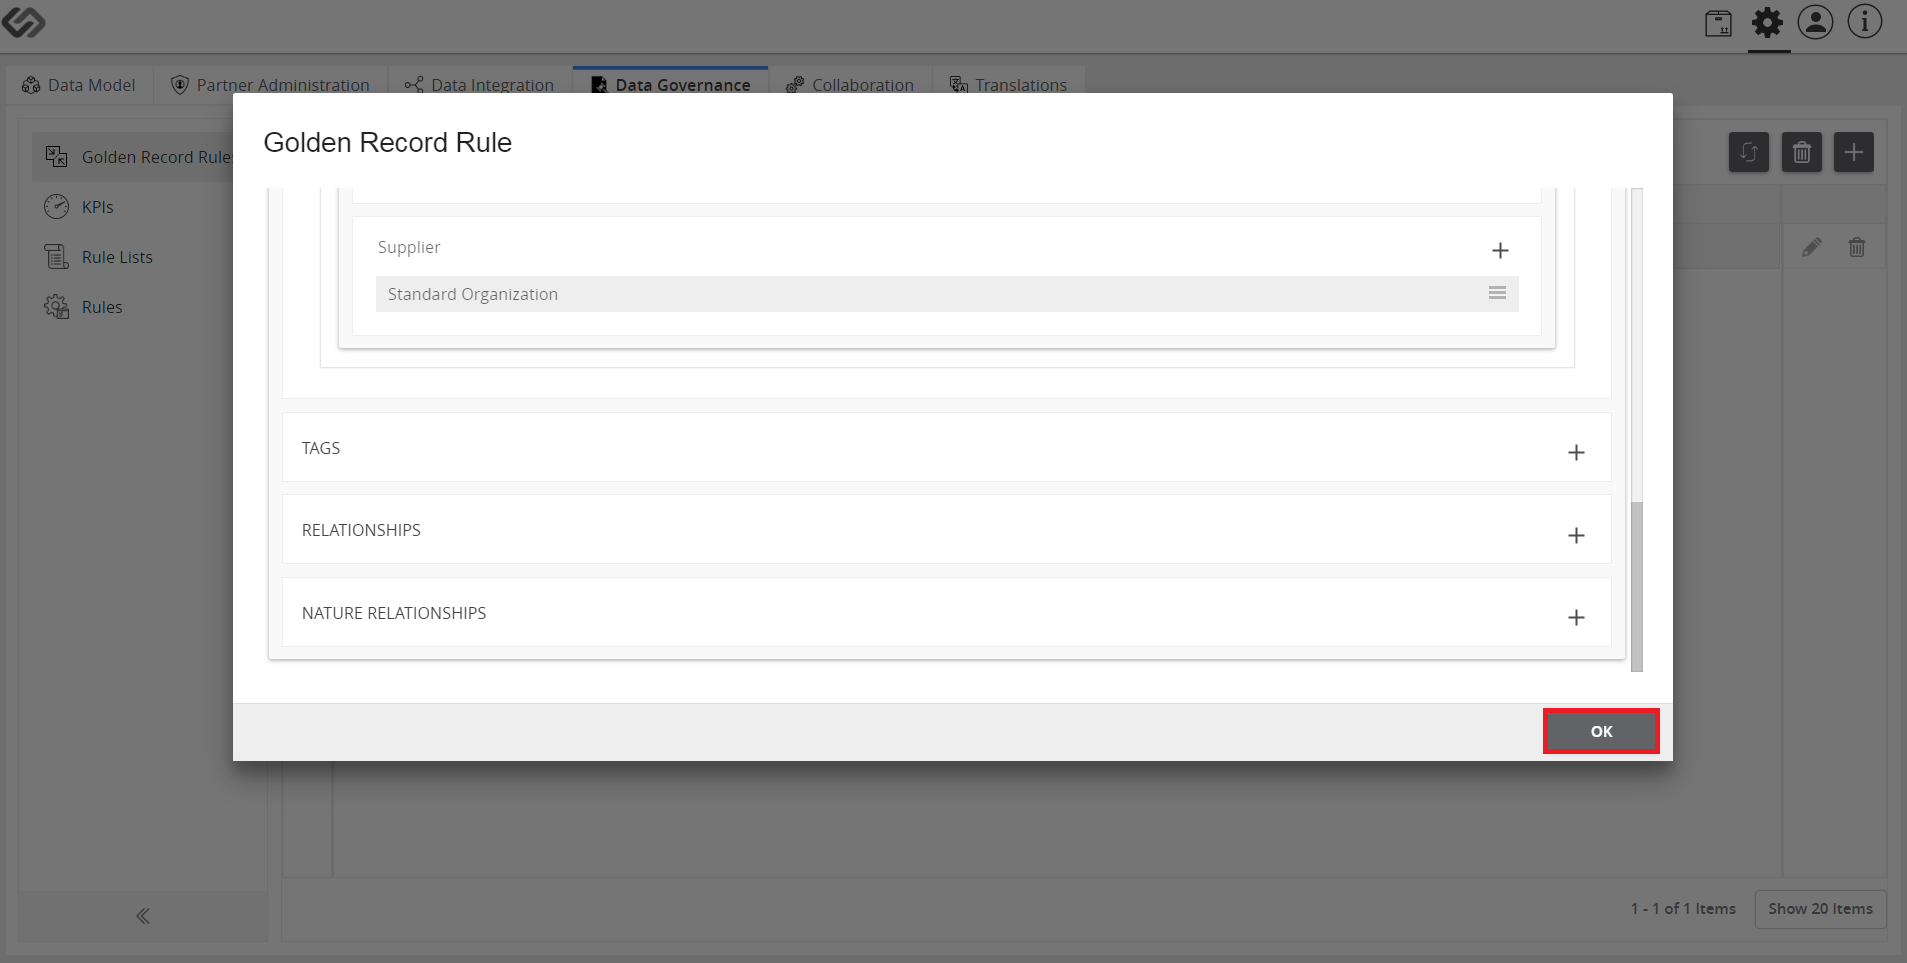 Data Model
Partner Administration
Data Integration
Data Governance
Collaboration
Translations
Golden Record Rules
KPIs
Rule Lists
Rules
Golden Record Rule
Supplier
Standard Organization
TAGS
RELATIONSHIPS
NATURE RELATIONSHIPS
OK
1 - 1 of 1 Items
Show 20 Items